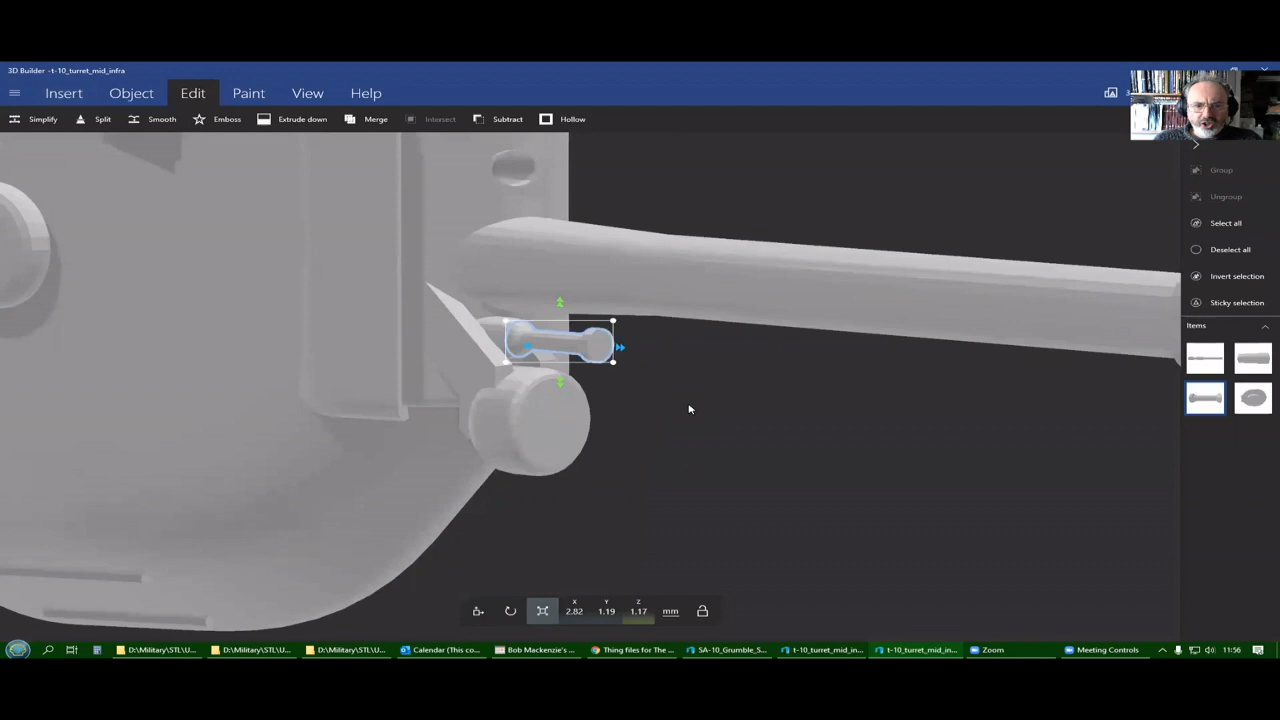 3D Builder -t-10_turret_mid_infra
Insert Object Edit Paint View Help
Simplify Split Smooth Emboss Extrude down Merge Intersect Subtract Hollow
Group
Ungroup
Select all
Deselect all
Invert selection
Sticky selection
Items
X Y Z
2.82 1.19 1.17 mm
D:\Military\STL\U... D:\Military\STL\U... D:\Military\STL\U... Calendar (This co... Bob Mackenzie's ... Thing files for The ... SA-10_Grumble_S... t-10_turret_mid_in... t-10_turret_mid_in... Zoom Meeting Controls 11:56